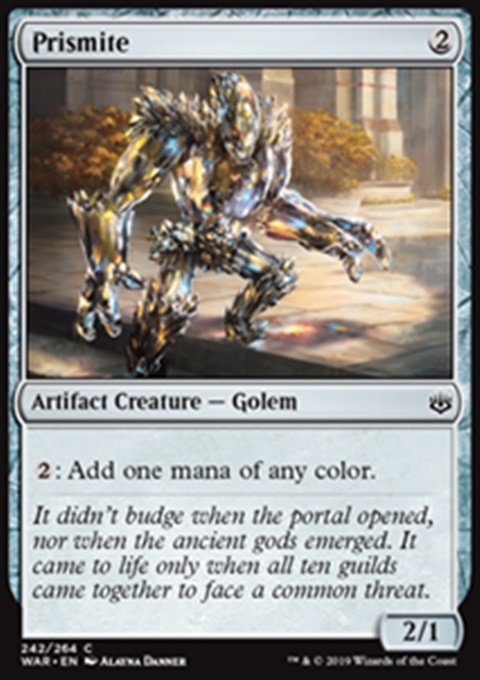 Prismite 2
Artifact Creature — Golem
2: Add one mana of any color.
It didn't budge when the portal opened,
nor when the ancient gods emerged. It
came to life only when all ten guilds
came together to face a common threat.
2/1
242/264 C
WAR • EN Alayna Danner
™ & © 2019 Wizards of the Coast